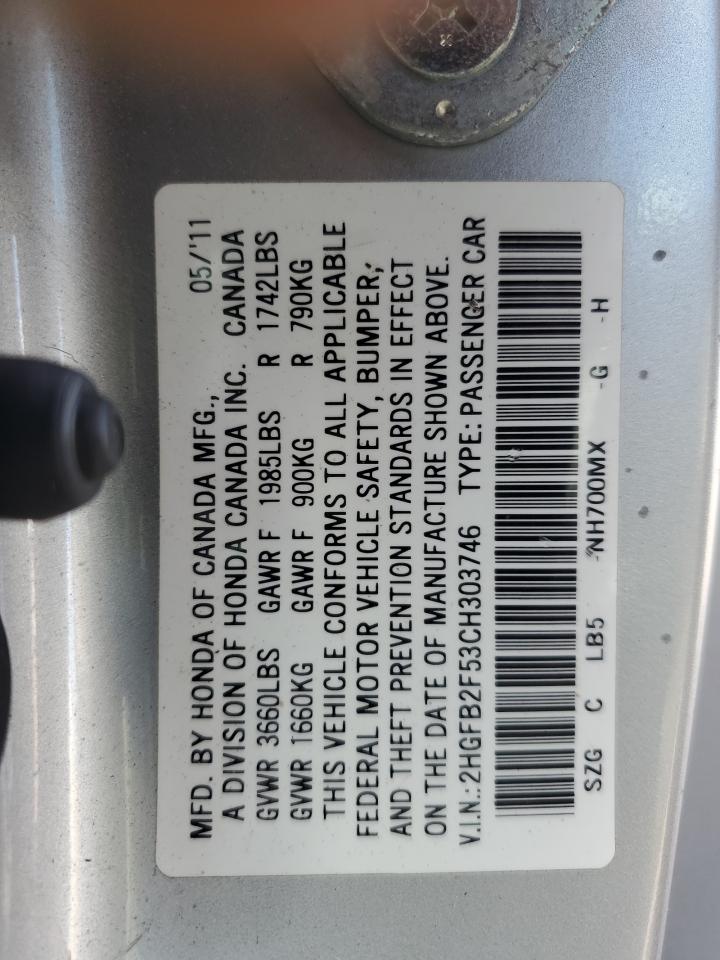 MFD. BY HONDA OF CANADA MFG., 05/'11
A DIVISION OF HONDA CANADA INC. CANADA
GVWR 3660LBS GAWR F 1985LBS R 1742LBS
GVWR 1660KG GAWR F 900KG R 790KG
THIS VEHICLE CONFORMS TO ALL APPLICABLE
FEDERAL MOTOR VEHICLE SAFETY, BUMPER,
AND THEFT PREVENTION STANDARDS IN EFFECT
ON THE DATE OF MANUFACTURE SHOWN ABOVE.
V.I.N.: 2HGFB2F53CH303746 TYPE: PASSENGER CAR
SZG C LB5 -NH700MX -G -H